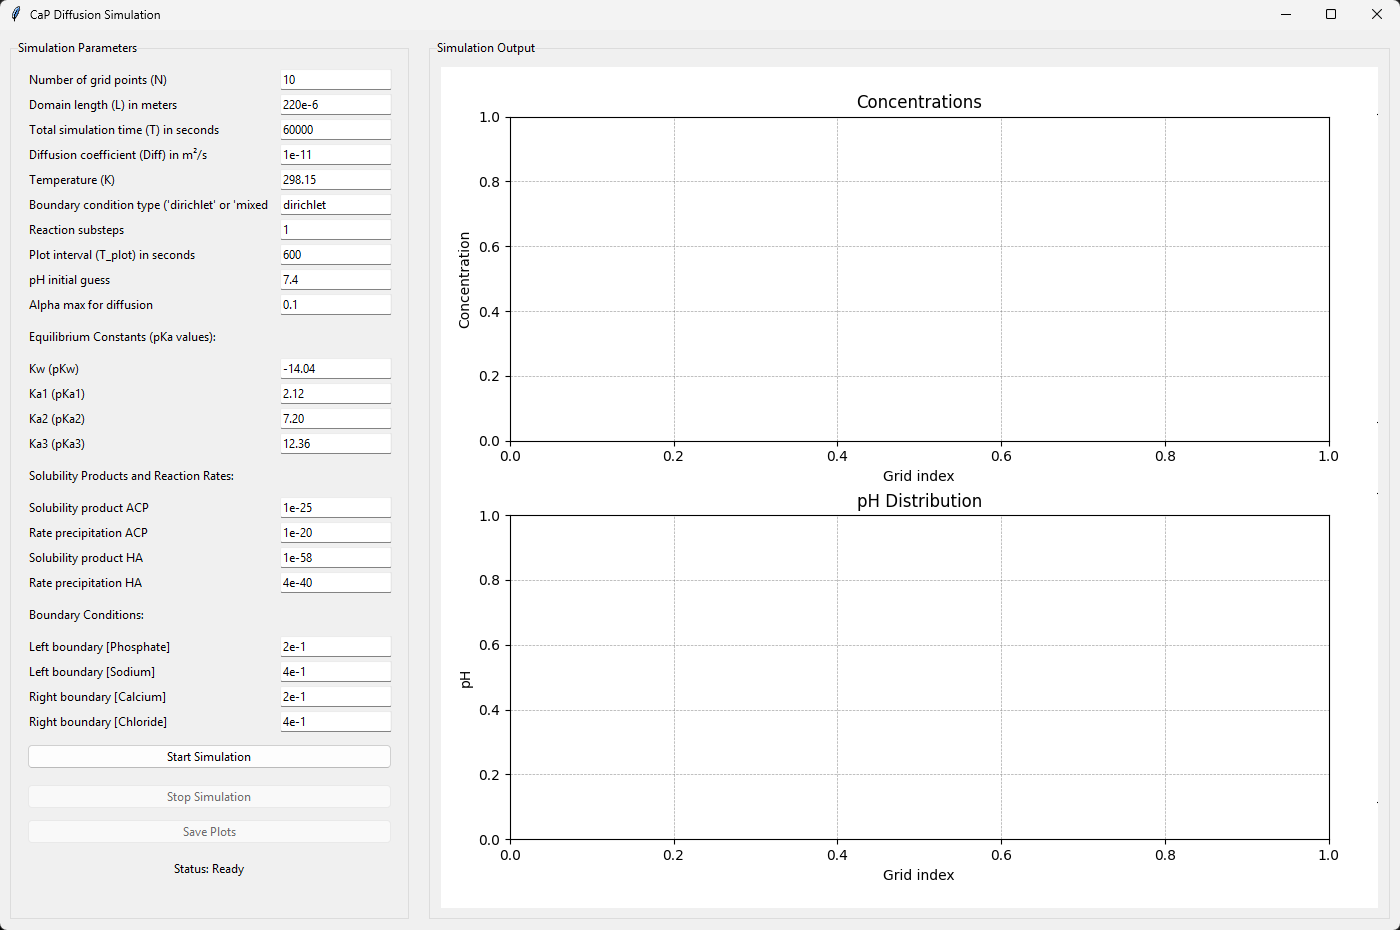 CaP Diffusion Simulation
Simulation Parameters
Number of grid points (N) 10
Domain length (L) in meters 220e-6
Total simulation time (T) in seconds 60000
Diffusion coefficient (Diff) in m²/s 1e-11
Temperature (K) 298.15
Boundary condition type ('dirichlet' or 'mixed dirichlet
Reaction substeps 1
Plot interval (T_plot) in seconds 600
pH initial guess 7.4
Alpha max for diffusion 0.1
Equilibrium Constants (pKa values):
Kw (pKw) -14.04
Ka1 (pKa1) 2.12
Ka2 (pKa2) 7.20
Ka3 (pKa3) 12.36
Solubility Products and Reaction Rates:
Solubility product ACP 1e-25
Rate precipitation ACP 1e-20
Solubility product HA 1e-58
Rate precipitation HA 4e-40
Boundary Conditions:
Left boundary [Phosphate] 2e-1
Left boundary [Sodium] 4e-1
Right boundary [Calcium] 2e-1
Right boundary [Chloride] 4e-1
Start Simulation
Stop Simulation
Save Plots
Status: Ready
Simulation Output
Concentrations
1.0
0.8
0.6
0.4
0.2
0.0
Concentration
0.0 0.2 0.4 0.6 0.8 1.0
Grid index
pH Distribution
1.0
0.8
0.6
0.4
0.2
0.0
pH
0.0 0.2 0.4 0.6 0.8 1.0
Grid index